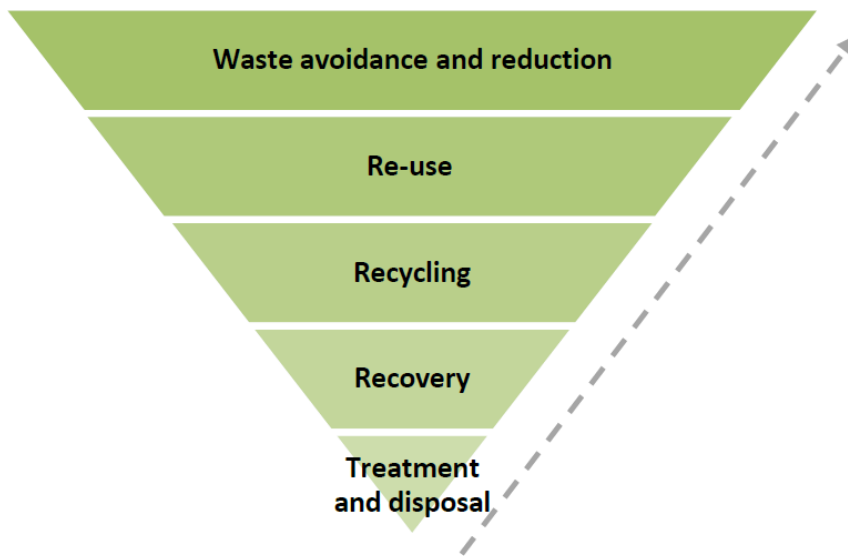 Waste avoidance and reduction
Re-use
Recycling
Recovery
Treatment
and disposal